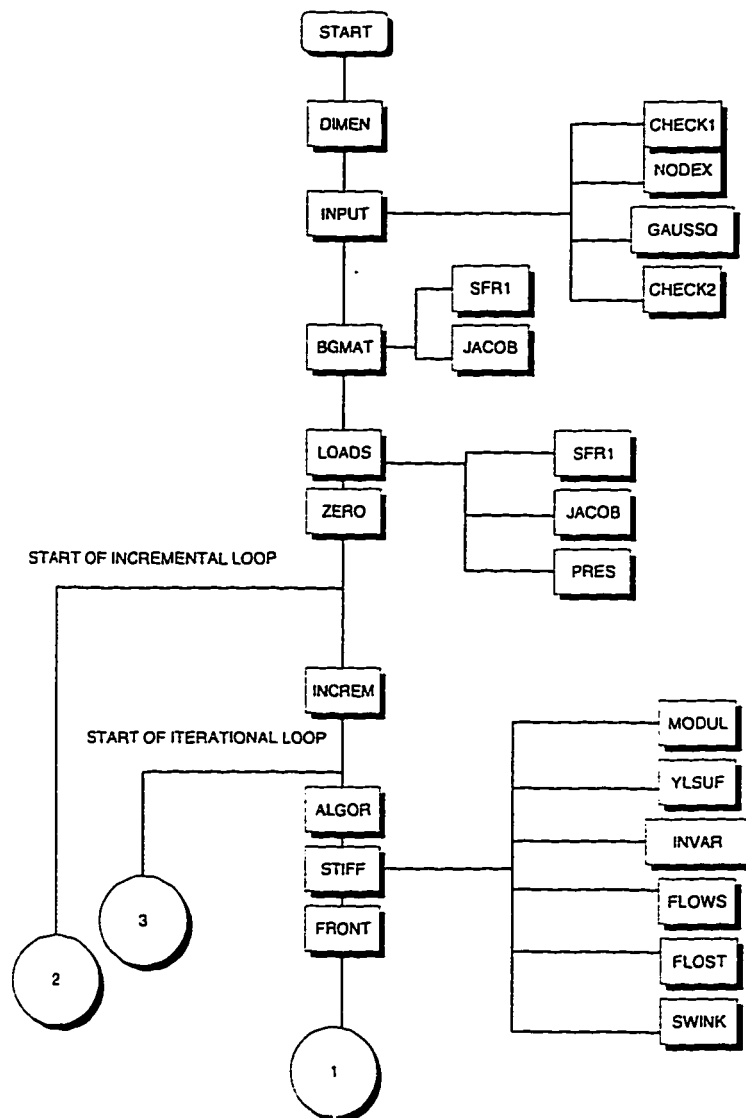 START
DIMEN
CHECK1
NODEX
INPUT
GAUSSQ
CHECK2
SFR1
BGMAT
JACOB
LOADS
SFR1
ZERO
JACOB
PRES
START OF INCREMENTAL LOOP
INCREM
START OF ITERATIONAL LOOP
MODUL
YLSUF
ALGOR
INVAR
STIFF
FLOWS
FRONT
FLOST
SWINK
3
2
1